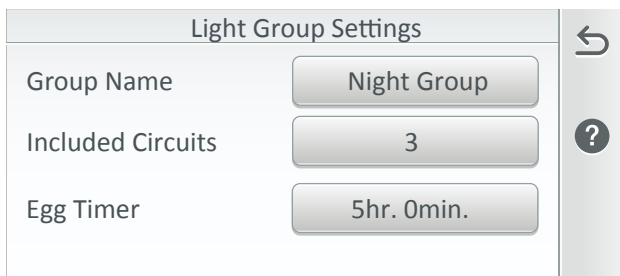 Light Group Settings
Group Name
Night Group
Included Circuits
3
Egg Timer
5hr. 0min.
?